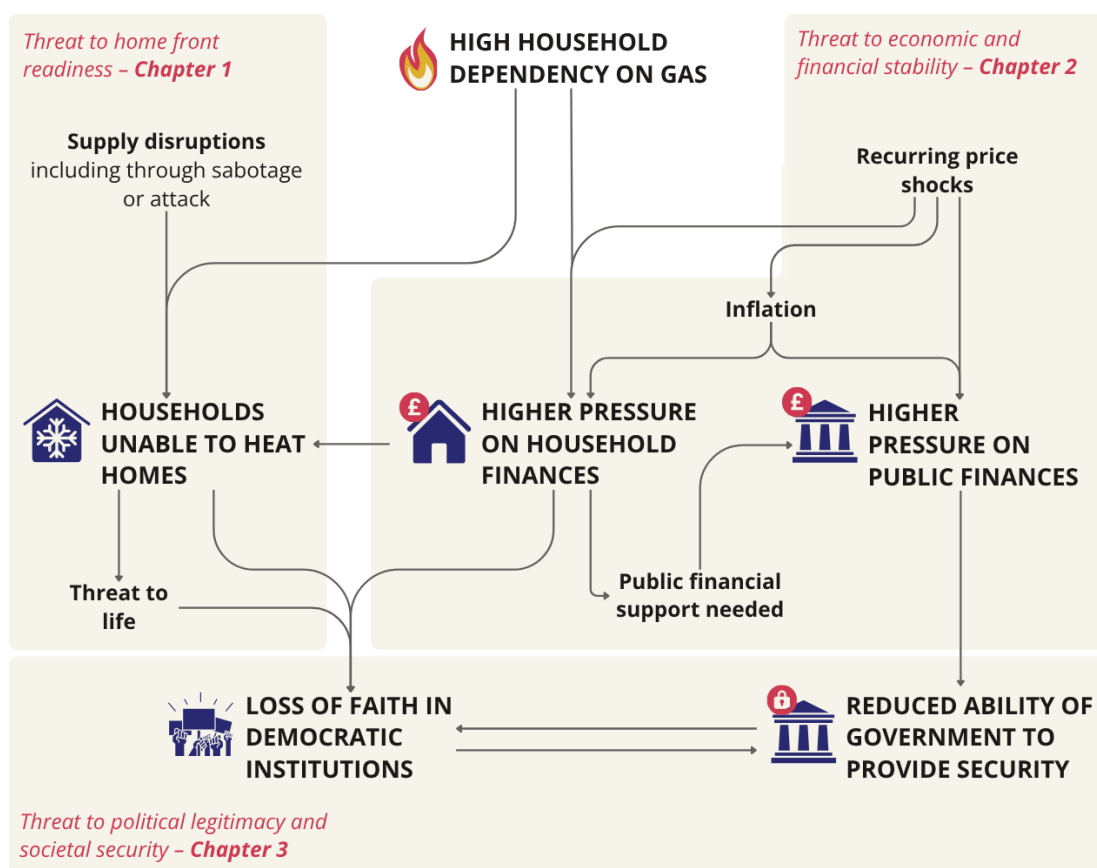 Threat to home front
readiness – Chapter 1
HIGH HOUSEHOLD
DEPENDENCY ON GAS
Threat to economic and
financial stability – Chapter 2
Supply disruptions
including through sabotage
or attack
Recurring price
shocks
Inflation
HOUSEHOLDS
UNABLE TO HEAT
HOMES
£
HIGHER PRESSURE
ON HOUSEHOLD
FINANCES
£
HIGHER
PRESSURE ON
PUBLIC FINANCES
Threat to
life
Public financial
support needed
LOSS OF FAITH IN
DEMOCRATIC
INSTITUTIONS
REDUCED ABILITY OF
GOVERNMENT TO
PROVIDE SECURITY
Threat to political legitimacy and
societal security – Chapter 3